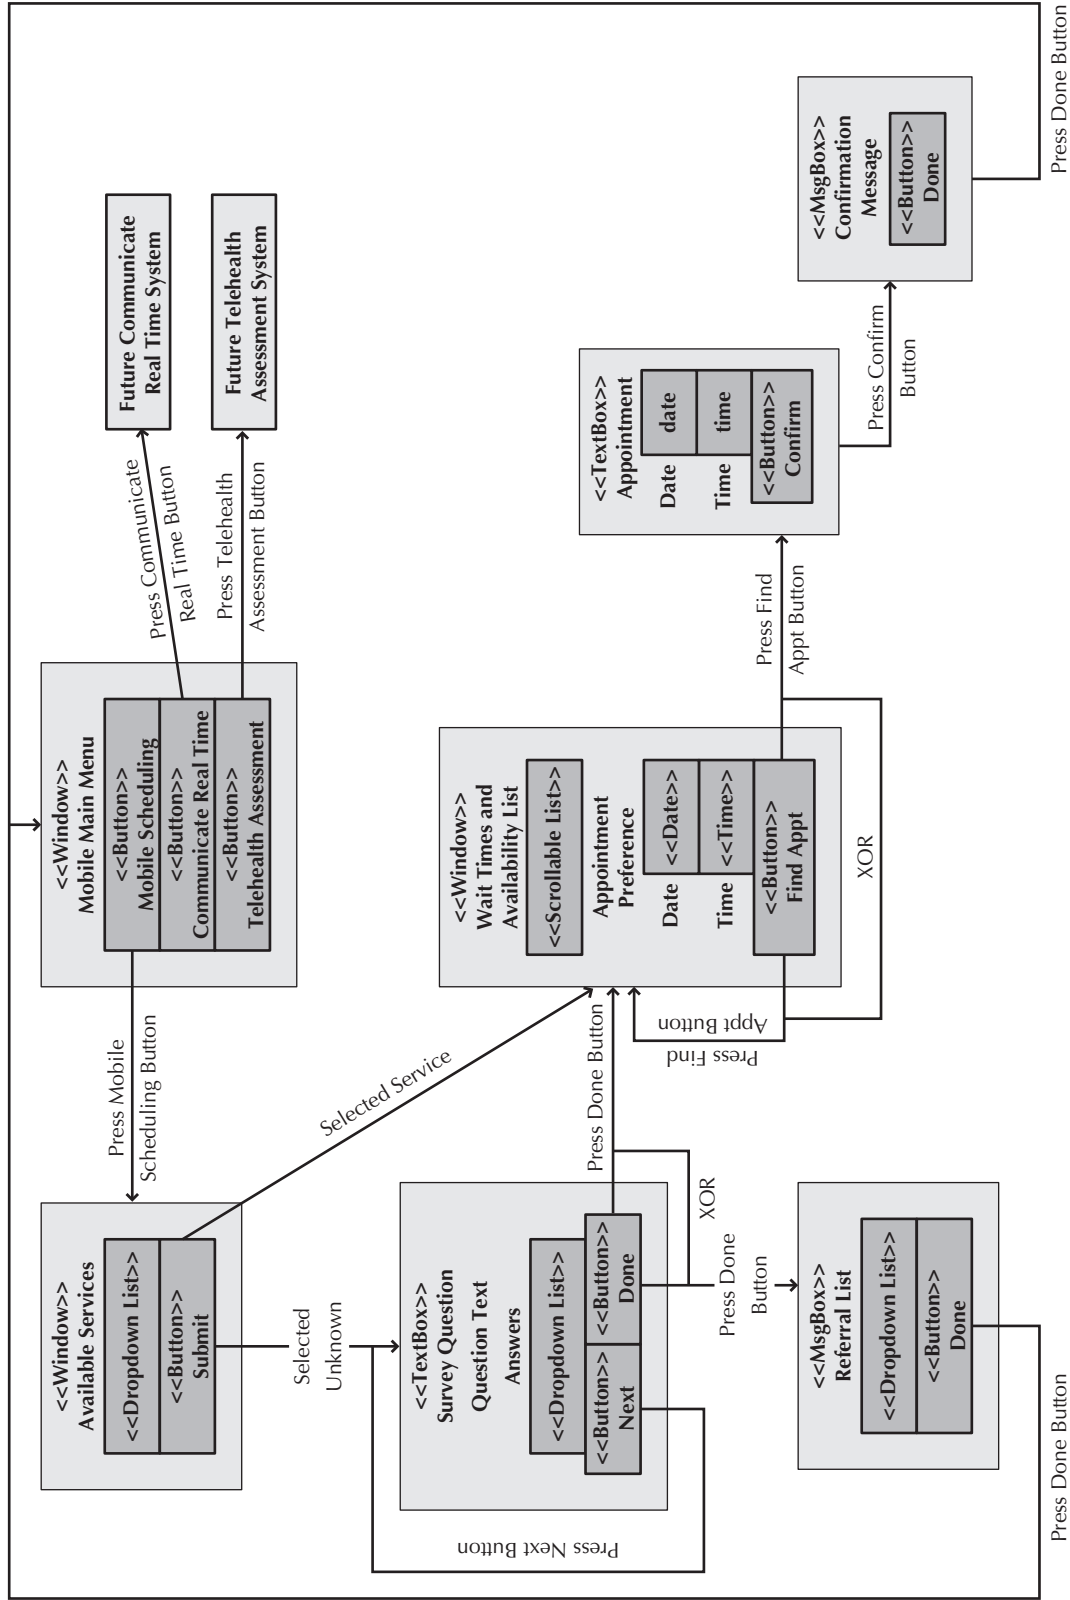 <<Window>>
Available Services
<<Dropdown List>>
<<Button>>
Submit
Press Mobile
Scheduling Button
<<Window>>
Mobile Main Menu
<<Button>>
Mobile Scheduling
<<Button>>
Communicate Real Time
<<Button>>
Telehealth Assessment
Press Communicate
Real Time Button
Press Telehealth
Assessment Button
Future Communicate
Real Time System
Future Telehealth
Assessment System
Selected
Unknown
Selected Service
<<TextBox>>
Survey Question
Question Text
Answers
<<Dropdown List>>
<<Button>>
Next
<<Button>>
Done
Press Next Button
Press Done Button
XOR
Press Done
Button
<<Window>>
Wait Times and
Availability List
<<Scrollable List>>
Appointment
Preference
Date
<<Date>>
Time
<<Time>>
<<Button>>
Find Appt
Press Find
Appt Button
XOR
Press Find
Appt Button
<<TextBox>>
Appointment
Date
date
Time
time
<<Button>>
Confirm
Press Confirm
Button
<<MsgBox>>
Referral List
<<Dropdown List>>
<<Button>>
Done
<<MsgBox>>
Confirmation
Message
<<Button>>
Done
Press Done Button
Press Done Button